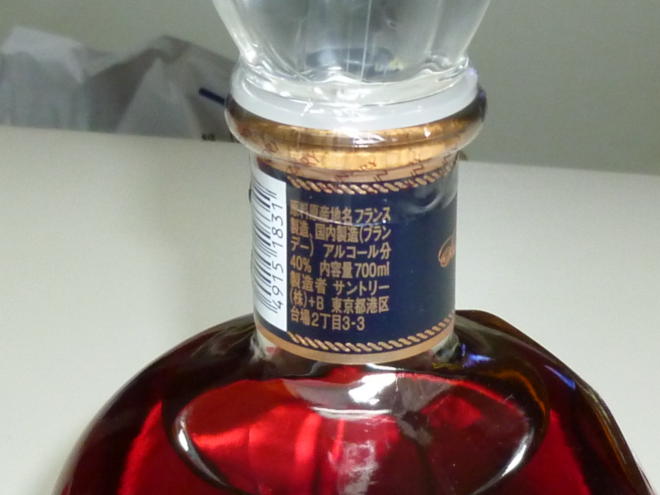 原料原産地名 フランス
製造、国内製造(ブラン
デー) アルコール分
40% 内容量700ml
製造者 サントリー
(株)+B 東京都港区
台場2丁目3-3
4915 1831